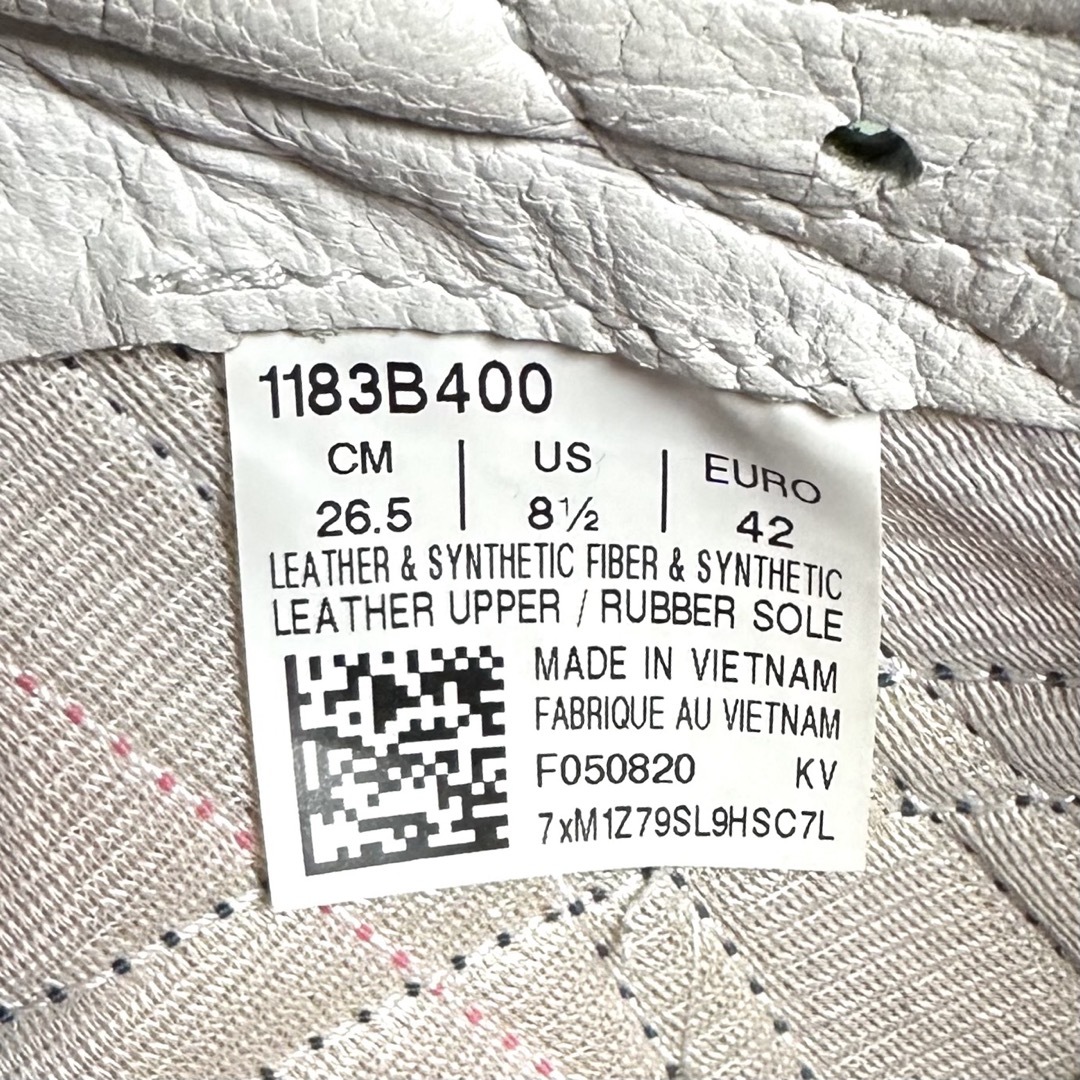 1183B400
CM | US | EURO
26.5 | 8½ | 42
LEATHER & SYNTHETIC FIBER & SYNTHETIC
LEATHER UPPER / RUBBER SOLE
MADE IN VIETNAM
FABRIQUE AU VIETNAM
F050820 KV
7xM1Z79SL9HSC7L